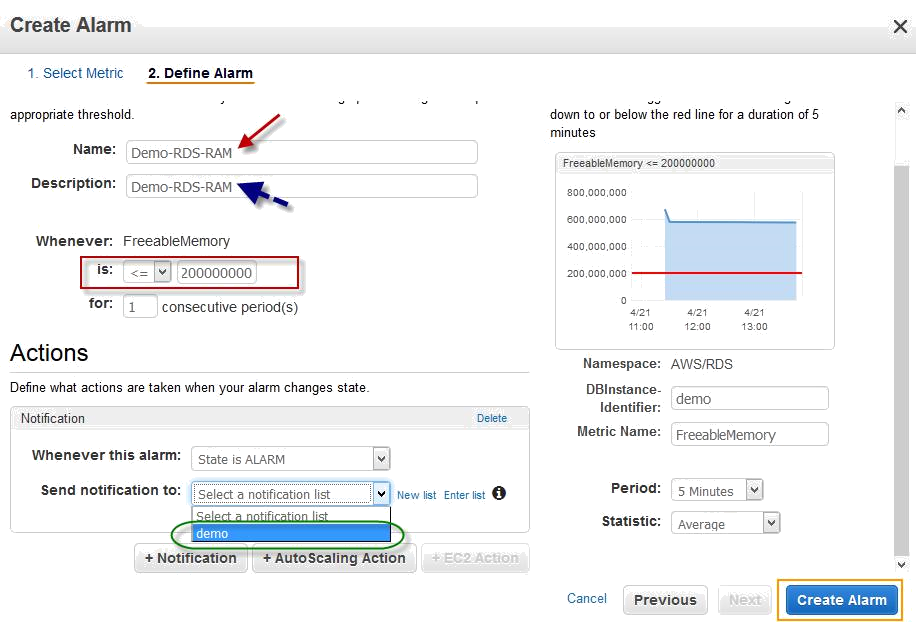 Create Alarm
1. Select Metric
2. Define Alarm
appropriate threshold.
Name: Demo-RDS-RAM
Description: Demo-RDS-RAM
Whenever: FreeableMemory
is: <= 200000000
for: 1 consecutive period(s)
Actions
Define what actions are taken when your alarm changes state.
Notification
Delete
Whenever this alarm: State is ALARM
Send notification to: Select a notification list
New list
Enter list
Select a notification list
demo
+ Notification
+ AutoScaling Action
+ EC2 Action
down to or below the red line for a duration of 5
minutes
FreeableMemory <= 200000000
800,000,000
600,000,000
400,000,000
200,000,000
0
4/21
11:00
4/21
12:00
4/21
13:00
Namespace: AWS/RDS
DBInstance-
Identifier: demo
Metric Name: FreeableMemory
Period: 5 Minutes
Statistic: Average
Cancel
Previous
Next
Create Alarm